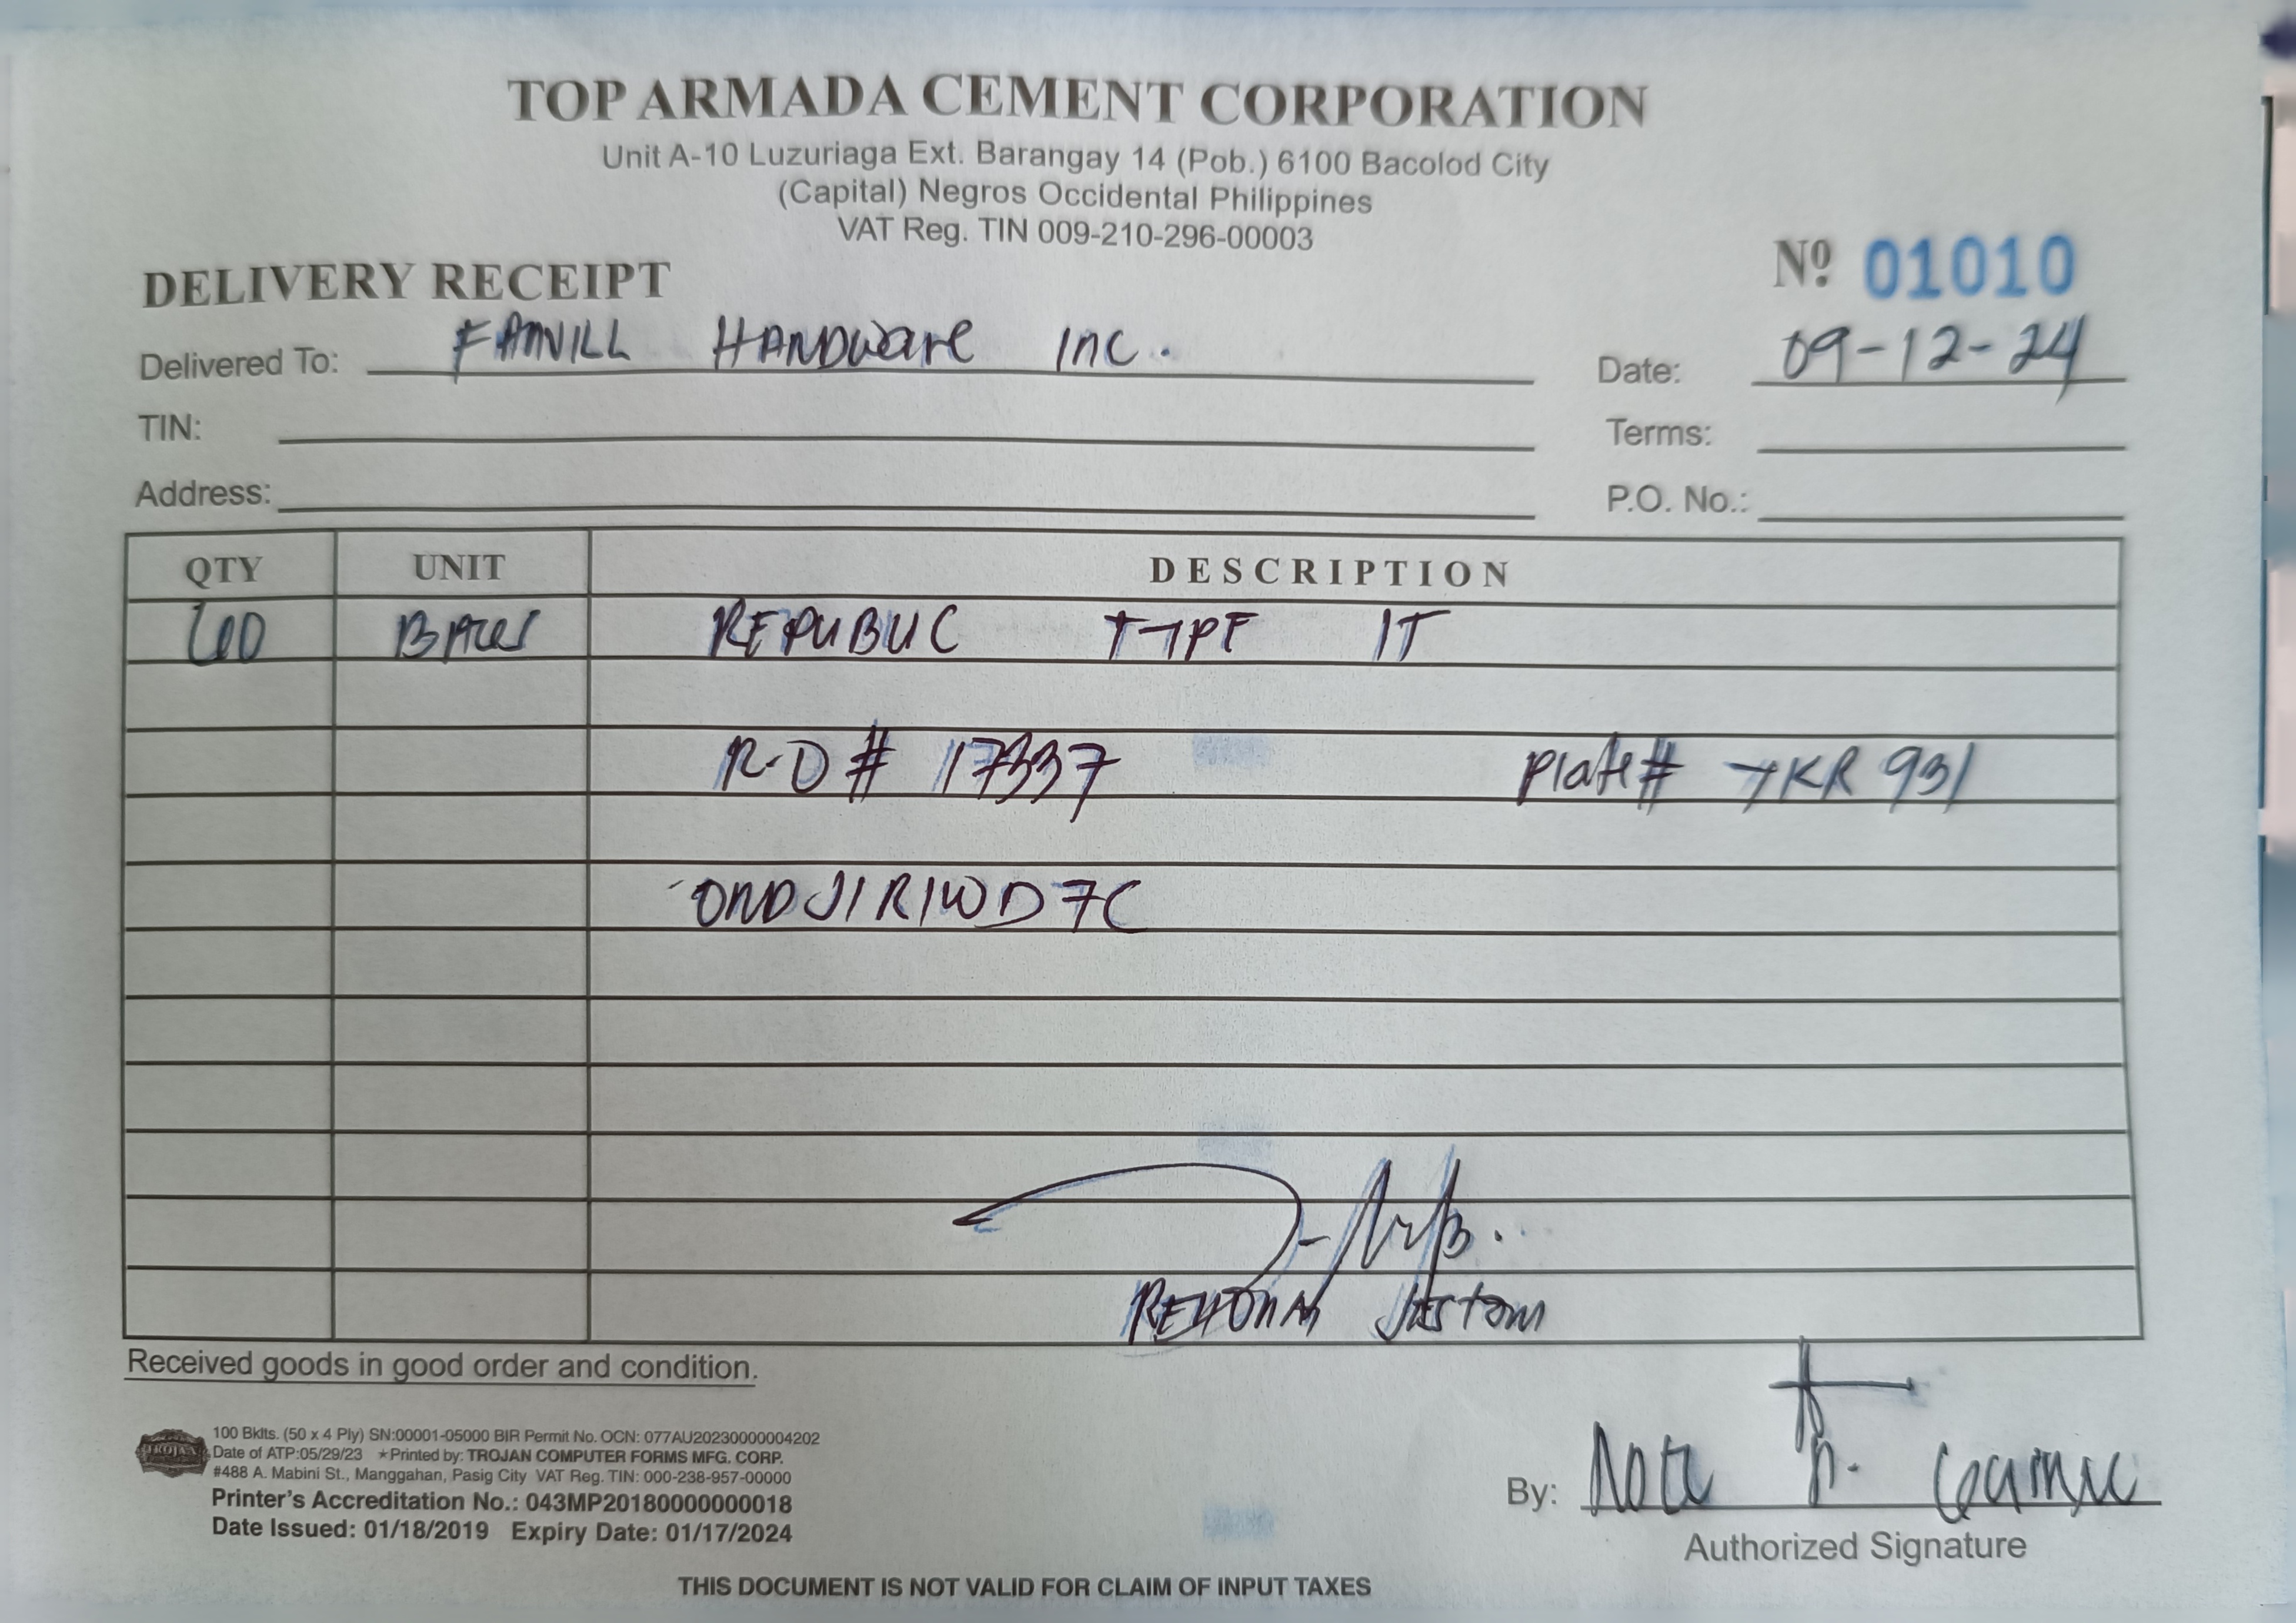 TOP ARMADA CEMENT CORPORATION
Unit A-10 Luzuriaga Ext. Barangay 14 (Pob.) 6100 Bacolod City
(Capital) Negros Occidental Philippines
VAT Reg. TIN 009-210-296-00003
DELIVERY RECEIPT Nº 01010
Delivered To: FAMVILL HARDWare Inc. Date: 09-12-24
TIN: Terms:
Address: P.O. No.:
QTY UNIT DESCRIPTION
REPUBLIC TYPE 1T
R.O # 17337 Plate # YKR 931
0ND J1R1WD7C
Received goods in good order and condition.
TROJAN
100 Bklts. (50 x 4 Ply) SN:00001-05000 BIR Permit No. OCN: 077AU20230000004202
Date of ATP:05/29/23 ★Printed by: TROJAN COMPUTER FORMS MFG. CORP.
#488 A. Mabini St., Manggahan, Pasig City VAT Reg. TIN: 000-238-957-00000
Printer's Accreditation No.: 043MP20180000000018
Date Issued: 01/18/2019 Expiry Date: 01/17/2024
By:
Authorized Signature
THIS DOCUMENT IS NOT VALID FOR CLAIM OF INPUT TAXES